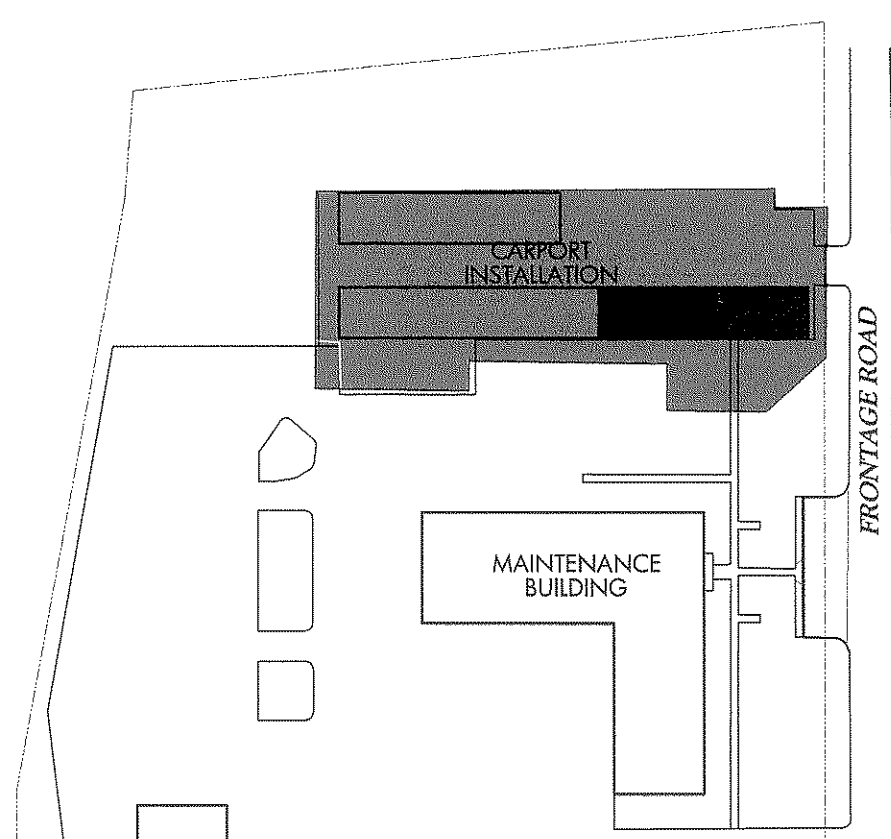 CARPORT
INSTALLATION
FRONTAGE ROAD
MAINTENANCE
BUILDING